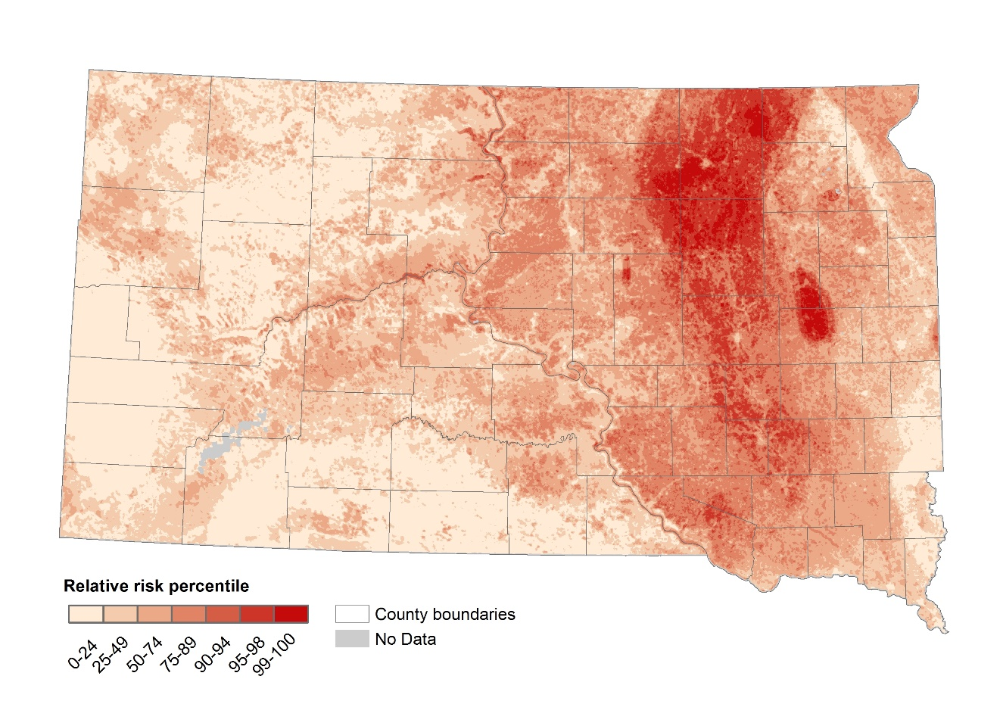 Relative risk percentile
County boundaries
No Data
0-24
25-49
50-74
75-89
90-94
95-98
99-100